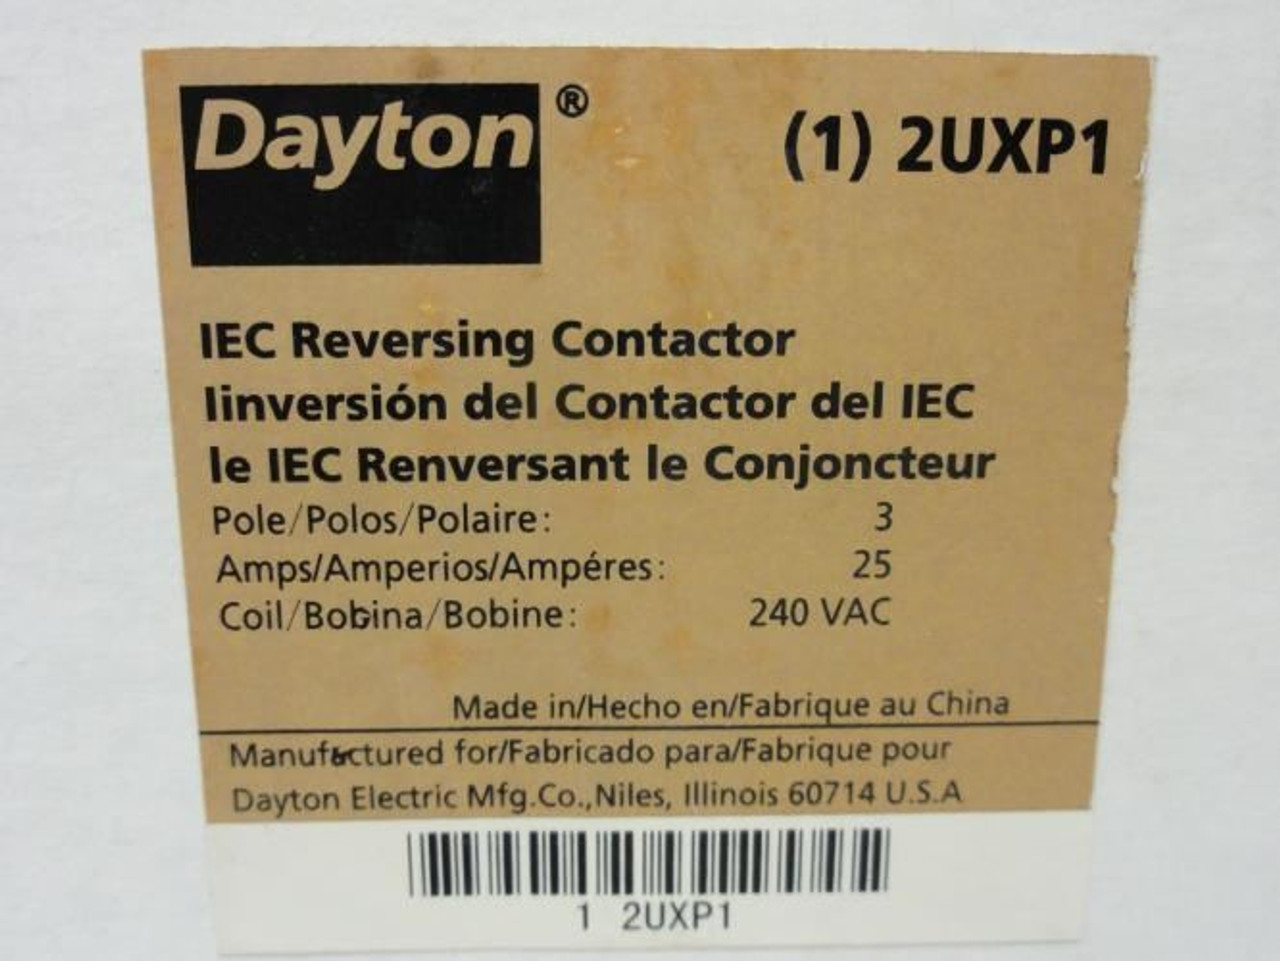 Dayton® (1) 2UXP1
IEC Reversing Contactor
Iinversión del Contactor del IEC
le IEC Renversant le Conjoncteur
Pole/Polos/Polaire: 3
Amps/Amperios/Ampéres: 25
Coil/Bobina/Bobine: 240 VAC
Made in/Hecho en/Fabrique au China
Manufactured for/Fabricado para/Fabrique pour
Dayton Electric Mfg.Co.,Niles, Illinois 60714 U.S.A
1 2UXP1